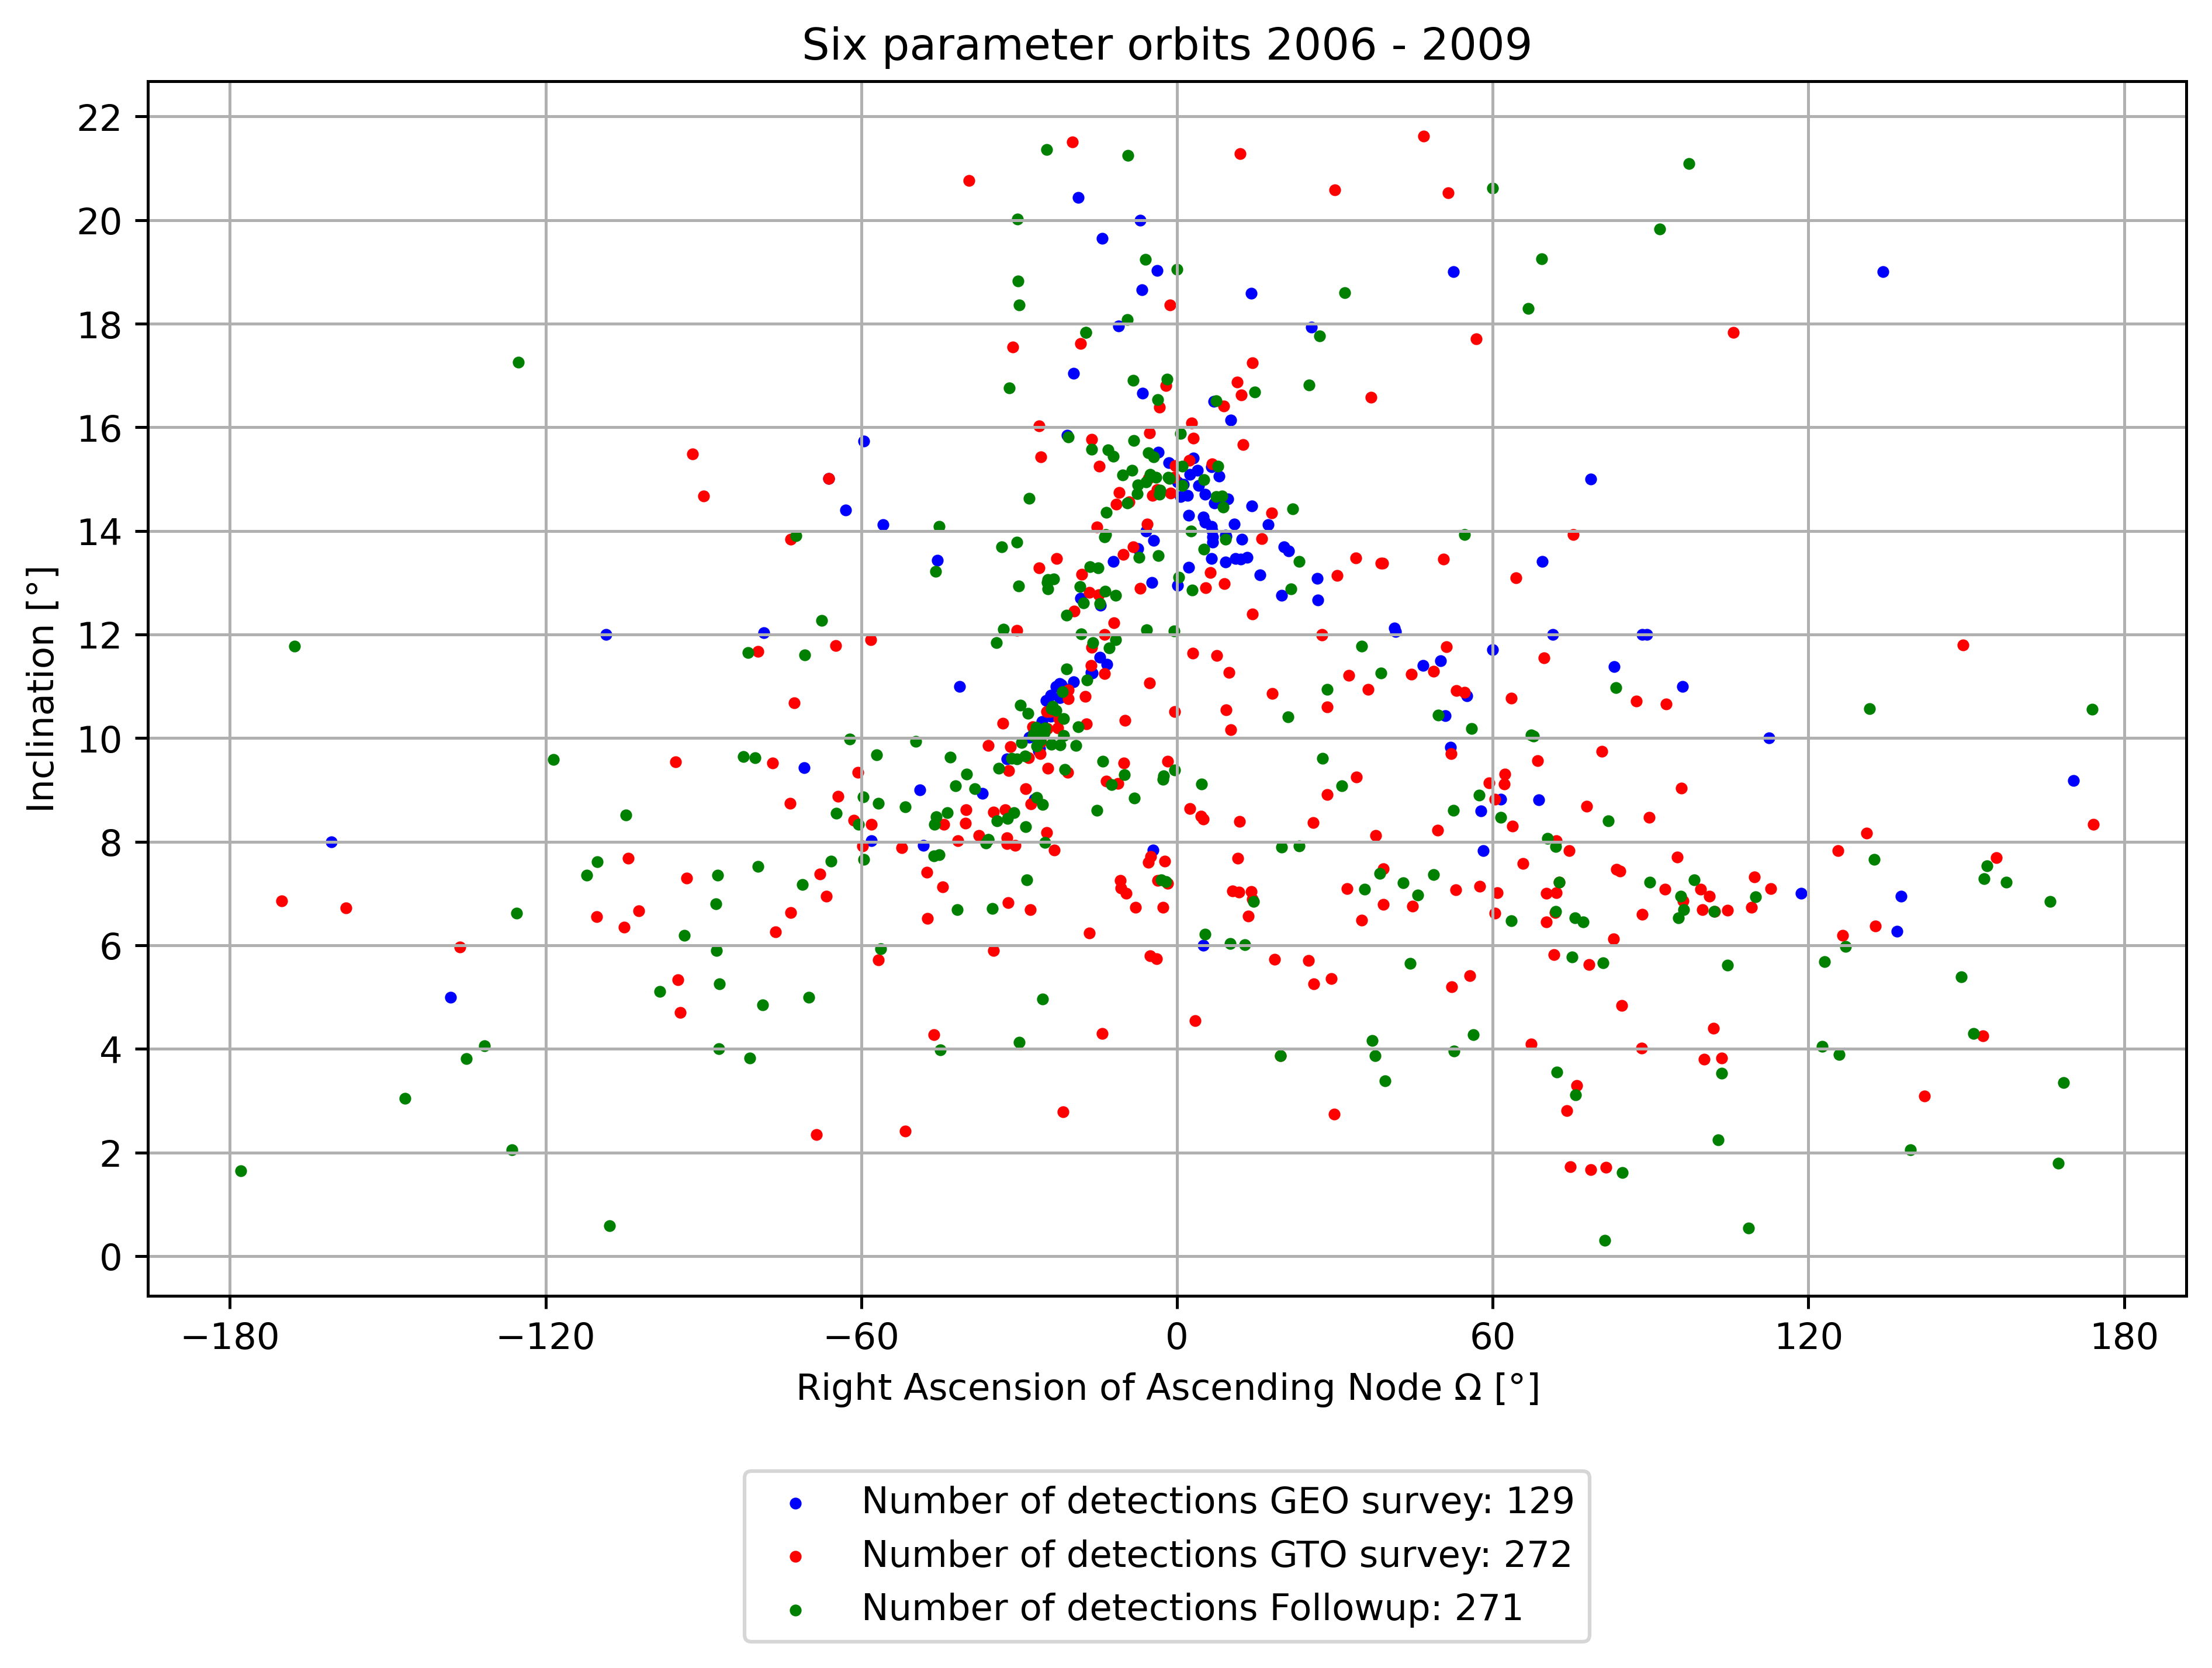 Six parameter orbits 2006 - 2009
22
20
18
16
14
12
10
8
6
4
2
0
Inclination [°]
−180 −120 −60 0 60 120 180
Right Ascension of Ascending Node Ω [°]
Number of detections GEO survey: 129
Number of detections GTO survey: 272
Number of detections Followup: 271